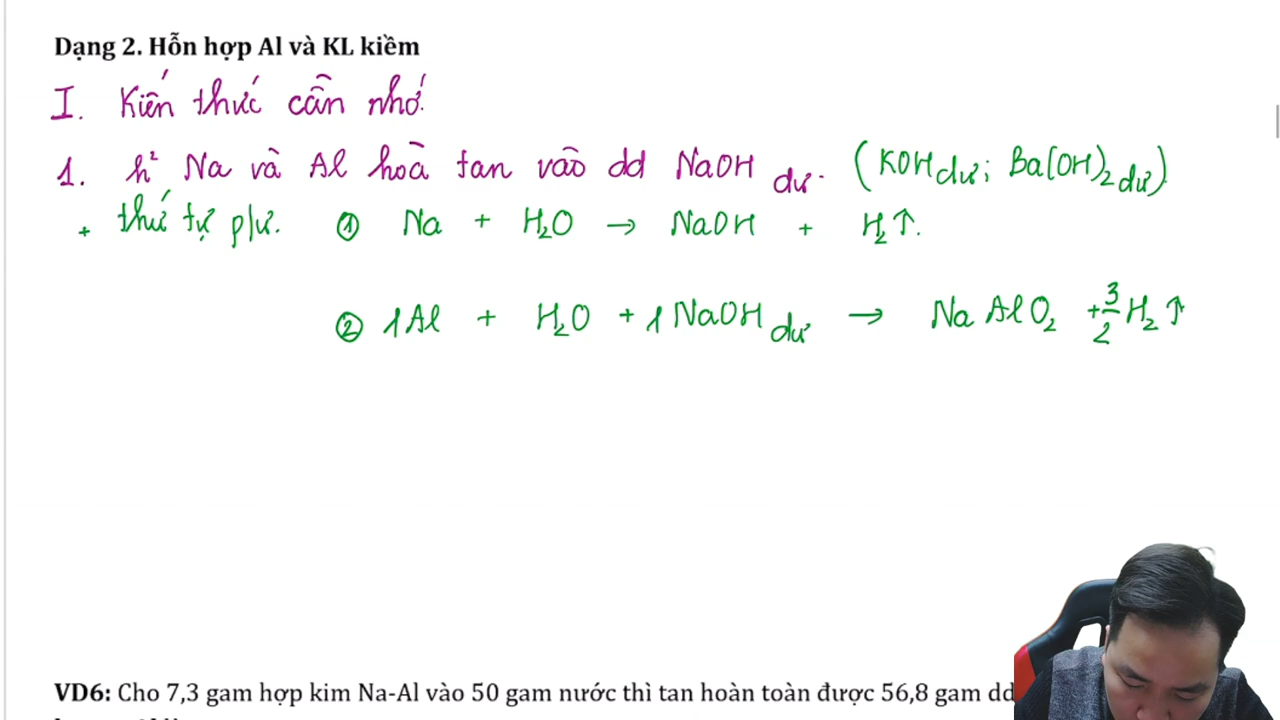 Dạng 2. Hỗn hợp Al và KL kiềm
I. Kiến thức cần nhớ.
1. h² Na và Al hoà tan vào dd NaOH dư. (KOH dư; Ba(OH)₂ dư)
+ thứ tự p/ư. ① Na + H₂O → NaOH + H₂↑.
② 1Al + H₂O + 1NaOH dư → NaAlO₂ + 3/2 H₂↑
VD6: Cho 7,3 gam hợp kim Na-Al vào 50 gam nước thì tan hoàn toàn được 56,8 gam dd